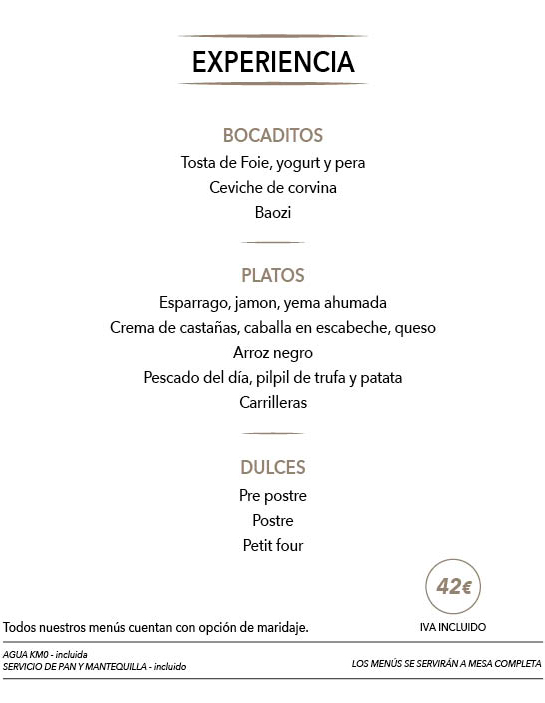 EXPERIENCIA
BOCADITOS
Tosta de Foie, yogurt y pera
Ceviche de corvina
Baozi
PLATOS
Esparrago, jamon, yema ahumada
Crema de castañas, caballa en escabeche, queso
Arroz negro
Pescado del día, pilpil de trufa y patata
Carrilleras
DULCES
Pre postre
Postre
Petit four
42€
IVA INCLUIDO
Todos nuestros menús cuentan con opción de maridaje.
AGUA KM0 - incluida
SERVICIO DE PAN Y MANTEQUILLA - incluido
LOS MENÚS SE SERVIRÁN A MESA COMPLETA